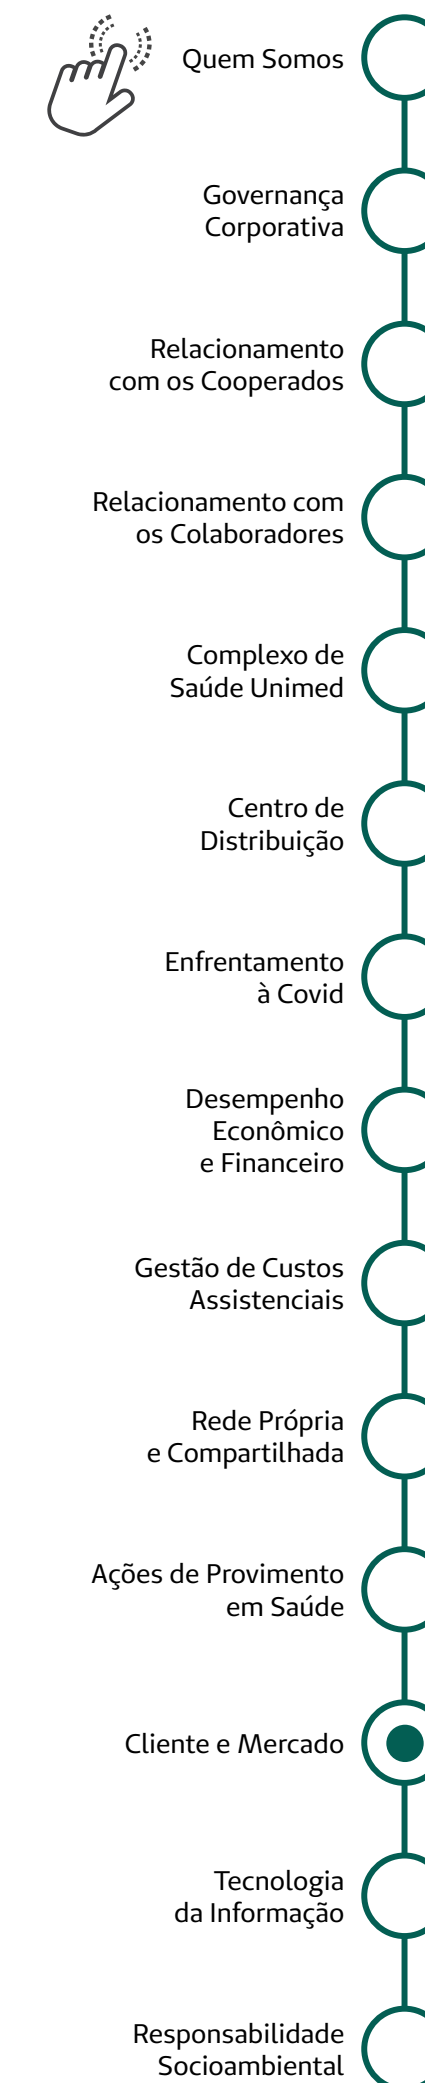 Quem Somos
Governança
Corporativa
Relacionamento
com os Cooperados
Relacionamento com
os Colaboradores
Complexo de
Saúde Unimed
Centro de
Distribuição
Enfrentamento
à Covid
Desempenho
Econômico
e Financeiro
Gestão de Custos
Assistenciais
Rede Própria
e Compartilhada
Ações de Provimento
em Saúde
Cliente e Mercado
Tecnologia
da Informação
Responsabilidade
Socioambiental